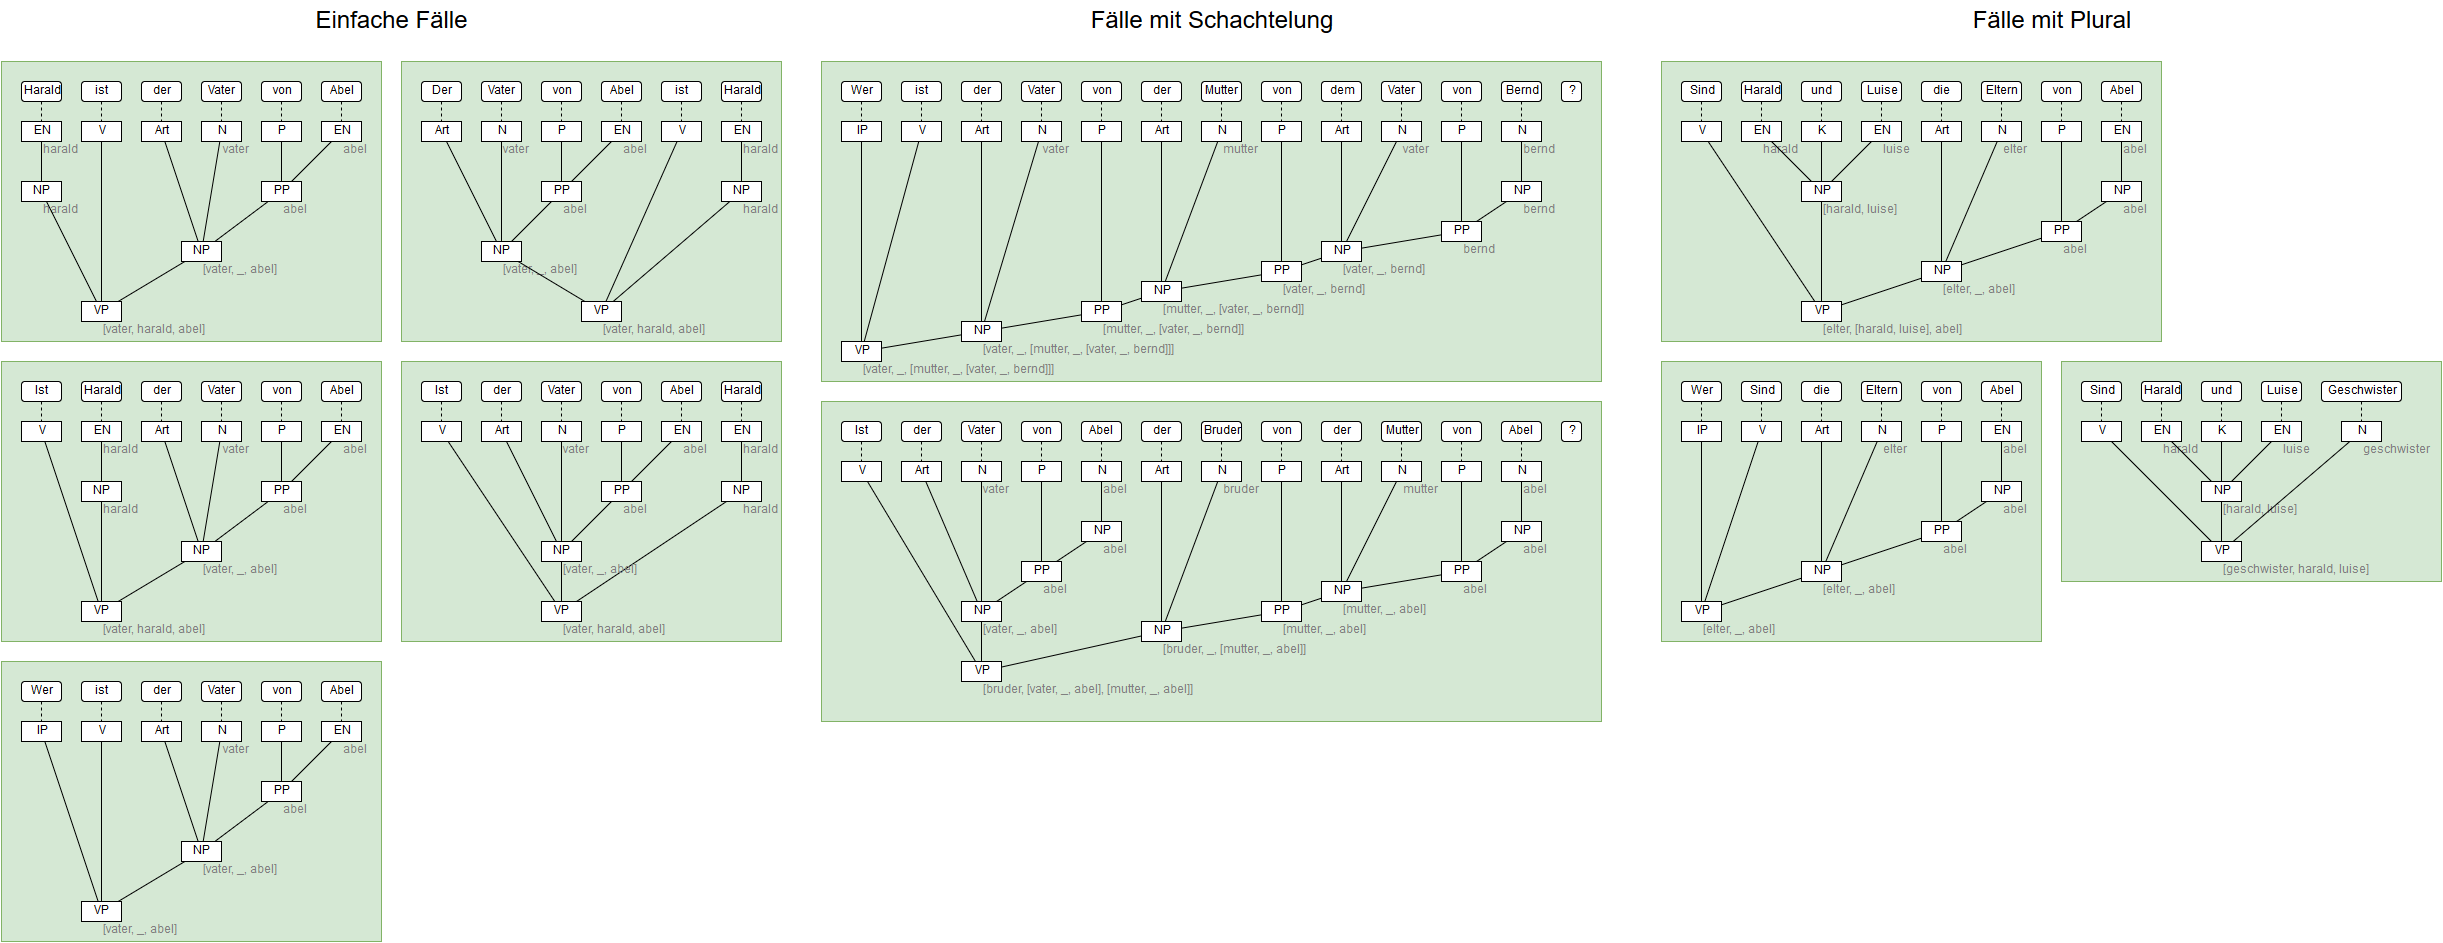 Einfache Fälle
Harald ist der Vater von Abel
EN V Art N P EN
harald vater abel
NP PP
harald abel
NP
[vater, _, abel]
VP
[vater, harald, abel]
Der Vater von Abel ist Harald
Art N P EN V EN
vater abel harald
PP NP
abel harald
NP
[vater, _, abel]
VP
[vater, harald, abel]
Ist Harald der Vater von Abel
V EN Art N P EN
harald vater abel
NP PP
harald abel
NP
[vater, _, abel]
VP
[vater, harald, abel]
Ist der Vater von Abel Harald
V Art N P EN EN
vater abel harald
PP NP
abel harald
NP
[vater, _, abel]
VP
[vater, harald, abel]
Wer ist der Vater von Abel
IP V Art N P EN
vater abel
PP
abel
NP
[vater, _, abel]
VP
[vater, _, abel]
Fälle mit Schachtelung
Wer ist der Vater von der Mutter von dem Vater von Bernd ?
IP V Art N P Art N P Art N P N
vater mutter vater bernd
NP
bernd
PP
bernd
NP
[vater, _, bernd]
PP
[vater, _, bernd]
NP
[mutter, _, [vater, _, bernd]]
PP
[mutter, _, [vater, _, bernd]]
NP
[vater, _, [mutter, _, [vater, _, bernd]]]
VP
[vater, _, [mutter, _, [vater, _, bernd]]]
Ist der Vater von Abel der Bruder von der Mutter von Abel ?
V Art N P N Art N P Art N P N
vater abel bruder mutter abel
NP NP
abel abel
PP PP
abel abel
NP
[mutter, _, abel]
NP PP
[vater, _, abel] [mutter, _, abel]
NP
[bruder, _, [mutter, _, abel]]
VP
[bruder, [vater, _, abel], [mutter, _, abel]]
Fälle mit Plural
Sind Harald und Luise die Eltern von Abel
V EN K EN Art N P EN
harald luise elter abel
NP NP
[harald, luise] abel
PP
abel
NP
[elter, _, abel]
VP
[elter, [harald, luise], abel]
Wer Sind die Eltern von Abel
IP V Art N P EN
elter abel
NP
abel
PP
abel
NP
[elter, _, abel]
VP
[elter, _, abel]
Sind Harald und Luise Geschwister
V EN K EN N
harald luise geschwister
NP
[harald, luise]
VP
[geschwister, harald, luise]